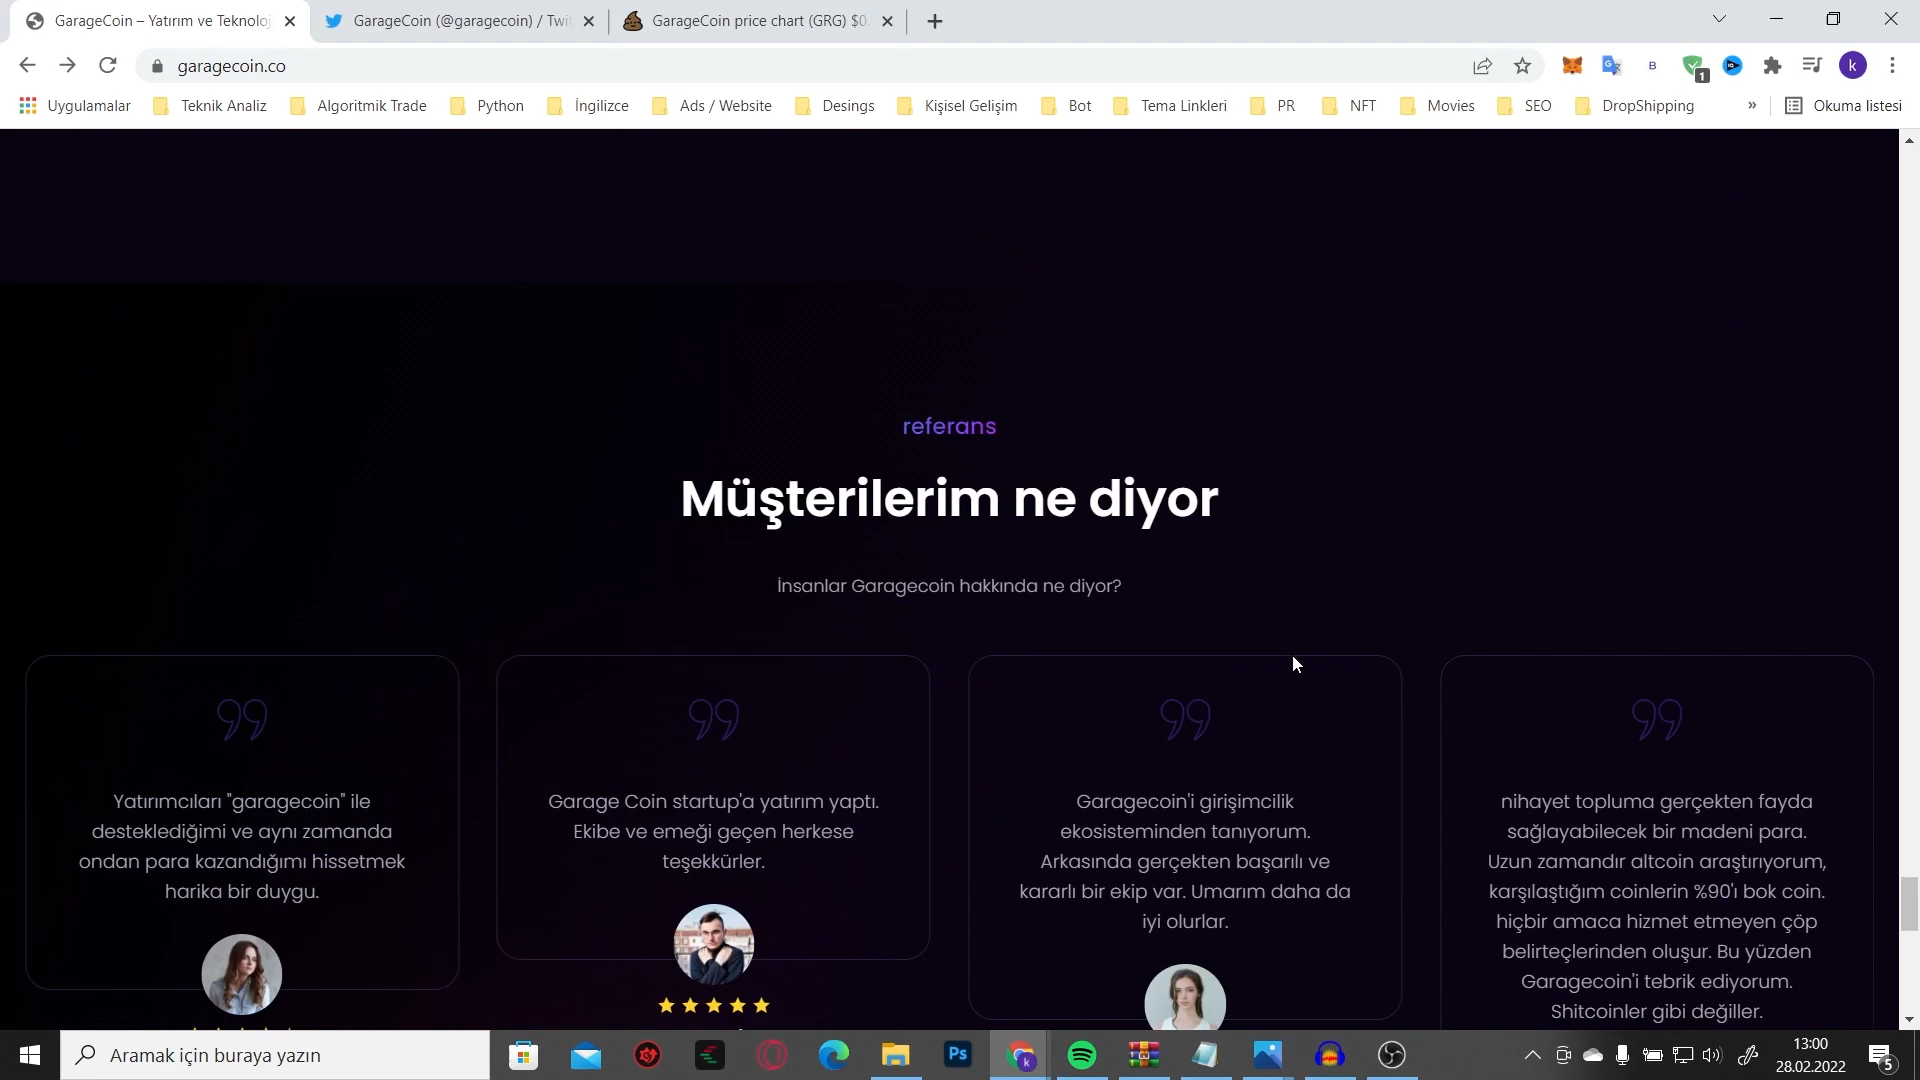 GarageCoin – Yatırım ve Teknoloj
GarageCoin (@garagecoin) / Twit
GarageCoin price chart (GRG) $0.
garagecoin.co
1
k
Uygulamalar
Teknik Analiz
Algoritmik Trade
Python
İngilizce
Ads / Website
Desings
Kişisel Gelişim
Bot
Tema Linkleri
PR
NFT
Movies
SEO
DropShipping
»
Okuma listesi
referans
Müşterilerim ne diyor
İnsanlar Garagecoin hakkında ne diyor?
Yatırımcıları "garagecoin" ile
desteklediğimi ve aynı zamanda
ondan para kazandığımı hissetmek
harika bir duygu.
Garage Coin startup'a yatırım yaptı.
Ekibe ve emeği geçen herkese
teşekkürler.
Garagecoin'i girişimcilik
ekosisteminden tanıyorum.
Arkasında gerçekten başarılı ve
kararlı bir ekip var. Umarım daha da
iyi olurlar.
nihayet topluma gerçekten fayda
sağlayabilecek bir madeni para.
Uzun zamandır altcoin araştırıyorum,
karşılaştığım coinlerin %90'ı bok coin.
hiçbir amaca hizmet etmeyen çöp
belirteçlerinden oluşur. Bu yüzden
Garagecoin'i tebrik ediyorum.
Shitcoinler gibi değiller.
Aramak için buraya yazın
Ps
k
13:00
28.02.2022
5